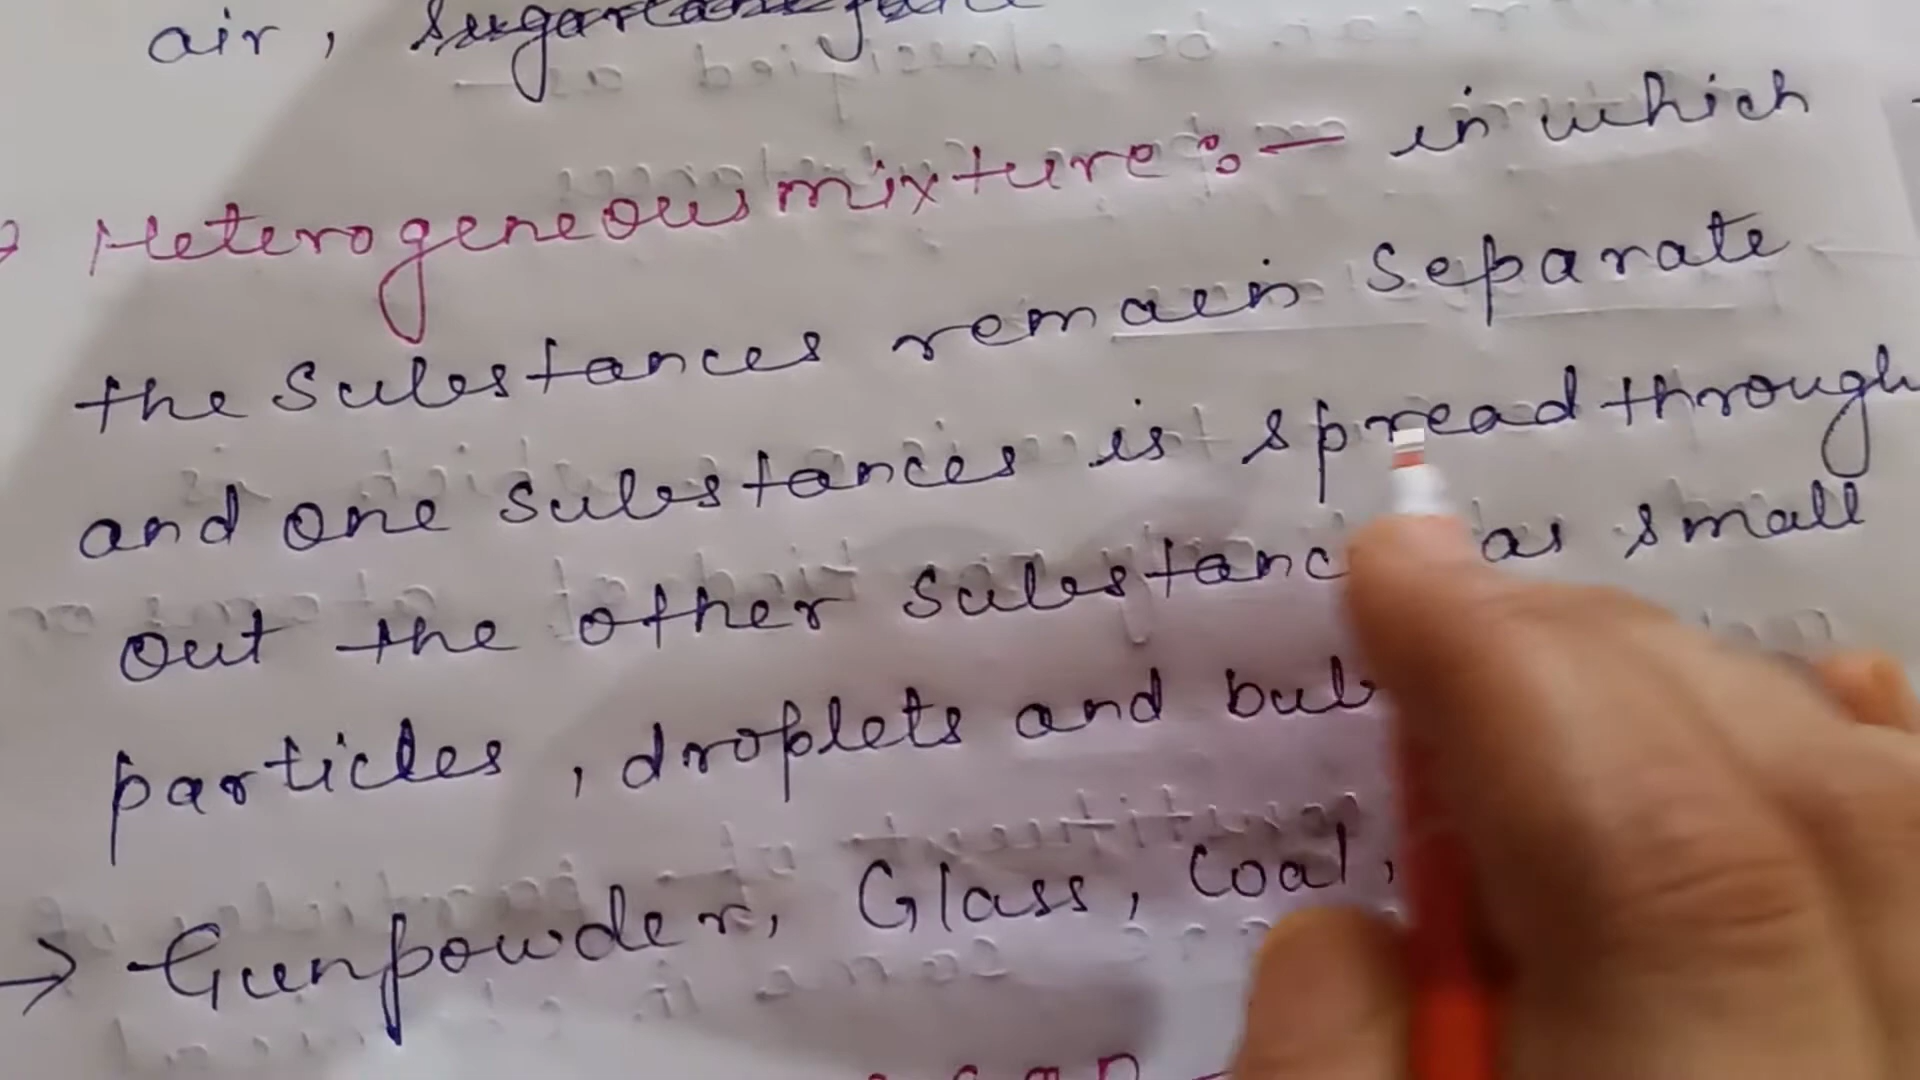 air,
Heterogeneous mixture :- in which
the Substances remain Separate
and one Substances is spread through
out the other Substanc as small
particles, droplets and bub
→ Gunpowder, Glass, Coal,